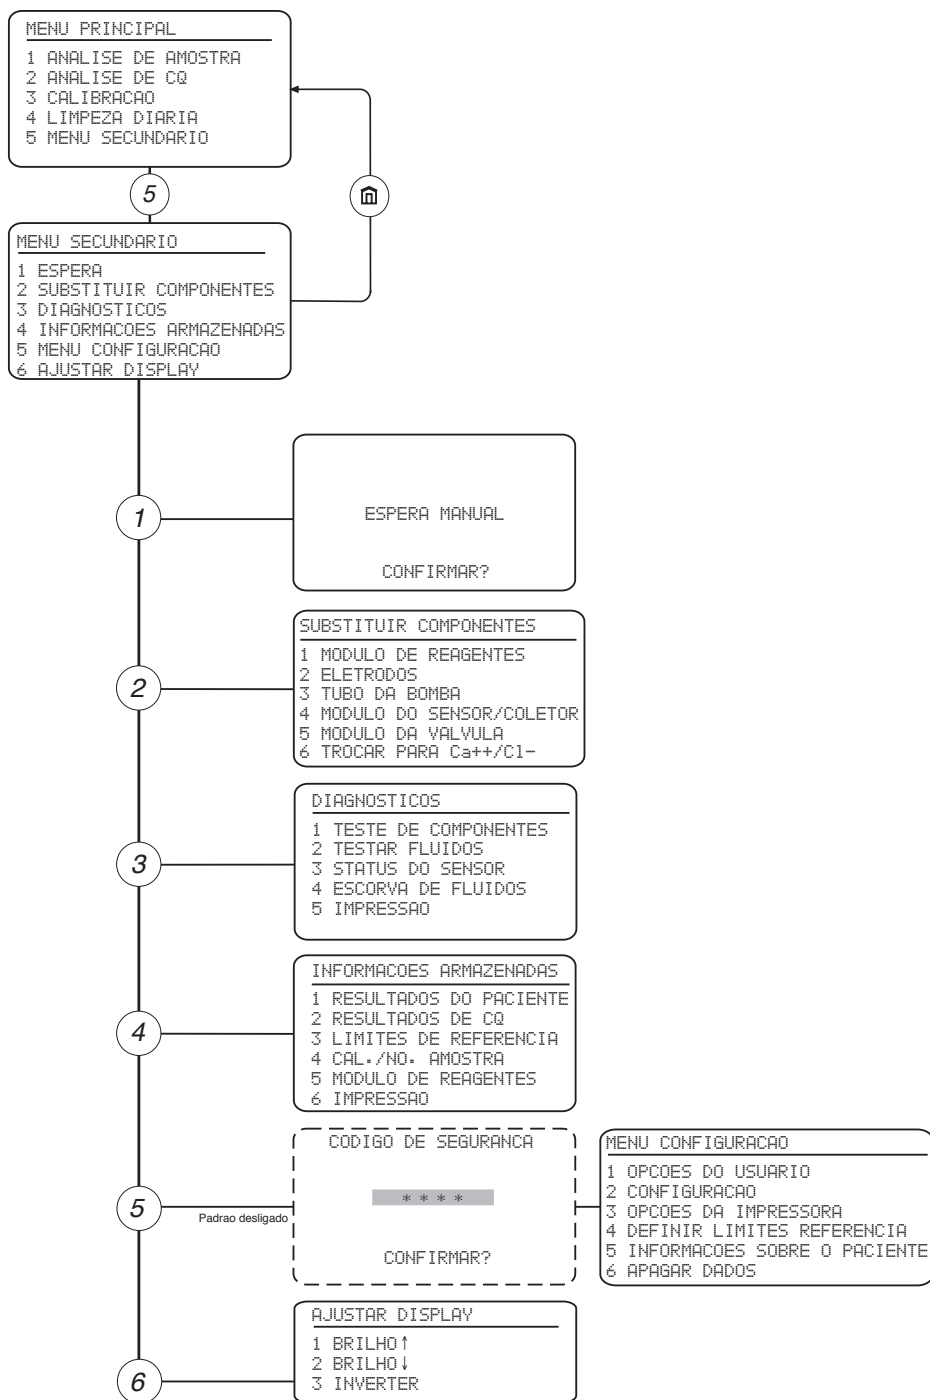 MENU PRINCIPAL
1 ANALISE DE AMOSTRA
2 ANALISE DE CQ
3 CALIBRACAO
4 LIMPEZA DIARIA
5 MENU SECUNDARIO
5
MENU SECUNDARIO
1 ESPERA
2 SUBSTITUIR COMPONENTES
3 DIAGNOSTICOS
4 INFORMACOES ARMAZENADAS
5 MENU CONFIGURACAO
6 AJUSTAR DISPLAY
1
ESPERA MANUAL
CONFIRMAR?
2
SUBSTITUIR COMPONENTES
1 MODULO DE REAGENTES
2 ELETRODOS
3 TUBO DA BOMBA
4 MODULO DO SENSOR/COLETOR
5 MODULO DA VALVULA
6 TROCAR PARA Ca++/Cl-
3
DIAGNOSTICOS
1 TESTE DE COMPONENTES
2 TESTAR FLUIDOS
3 STATUS DO SENSOR
4 ESCORVA DE FLUIDOS
5 IMPRESSAO
4
INFORMACOES ARMAZENADAS
1 RESULTADOS DO PACIENTE
2 RESULTADOS DE CQ
3 LIMITES DE REFERENCIA
4 CAL./NO. AMOSTRA
5 MODULO DE REAGENTES
6 IMPRESSAO
5
Padrao desligado
CODIGO DE SEGURANCA
* * * *
CONFIRMAR?
MENU CONFIGURACAO
1 OPCOES DO USUARIO
2 CONFIGURACAO
3 OPCOES DA IMPRESSORA
4 DEFINIR LIMITES REFERENCIA
5 INFORMACOES SOBRE O PACIENTE
6 APAGAR DADOS
6
AJUSTAR DISPLAY
1 BRILHO↑
2 BRILHO↓
3 INVERTER